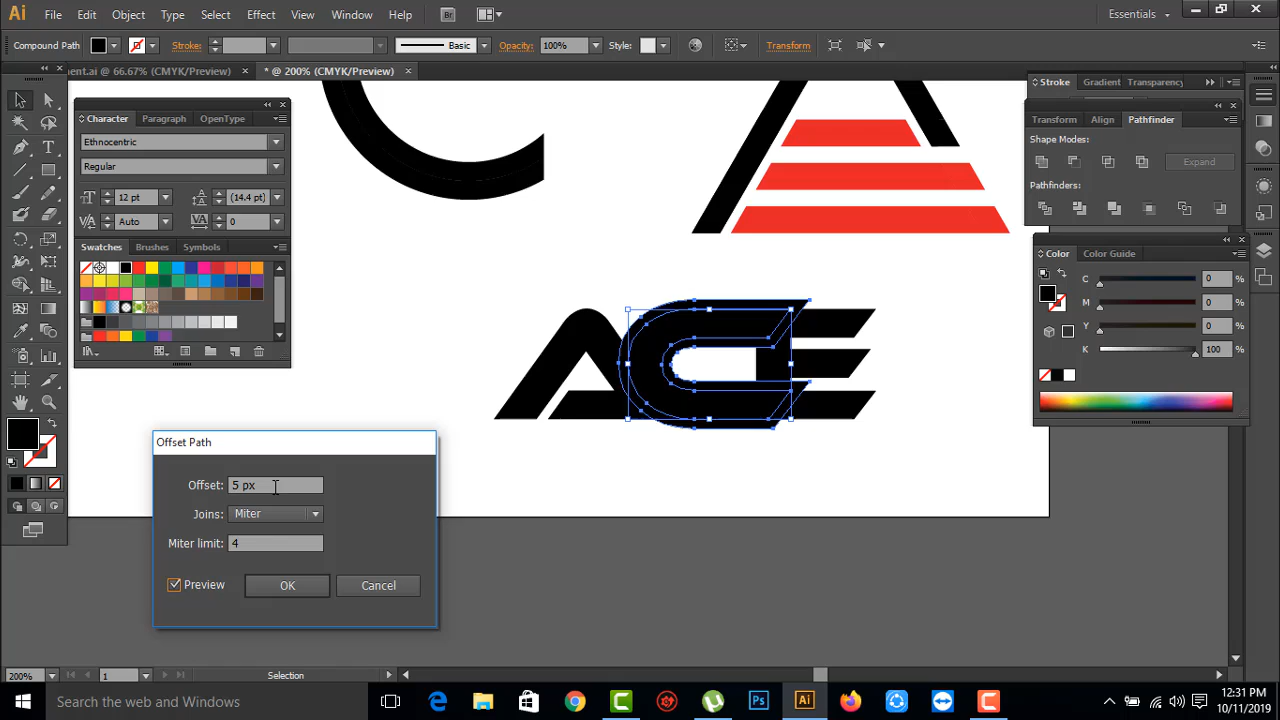 Ai File Edit Object Type Select Effect View Window Help Br Essentials
Compound Path Stroke: Basic Opacity: 100% Style: Transform
ent.ai @ 66.67% (CMYK/Preview) × * @ 200% (CMYK/Preview) ×
Stroke Gradient Transparency
Character Paragraph OpenType
Ethnocentric
Regular
12 pt (14.4 pt)
Auto 0
Swatches Brushes Symbols
Transform Align Pathfinder
Shape Modes:
Expand
Pathfinders:
Color Color Guide
C 0 %
M 0 %
Y 0 %
K 100 %
ACE
Offset Path
Offset: 5 px
Joins: Miter
Miter limit: 4
Preview OK Cancel
200% 1 Selection
Search the web and Windows Ps Ai 12:31 PM
10/11/2019